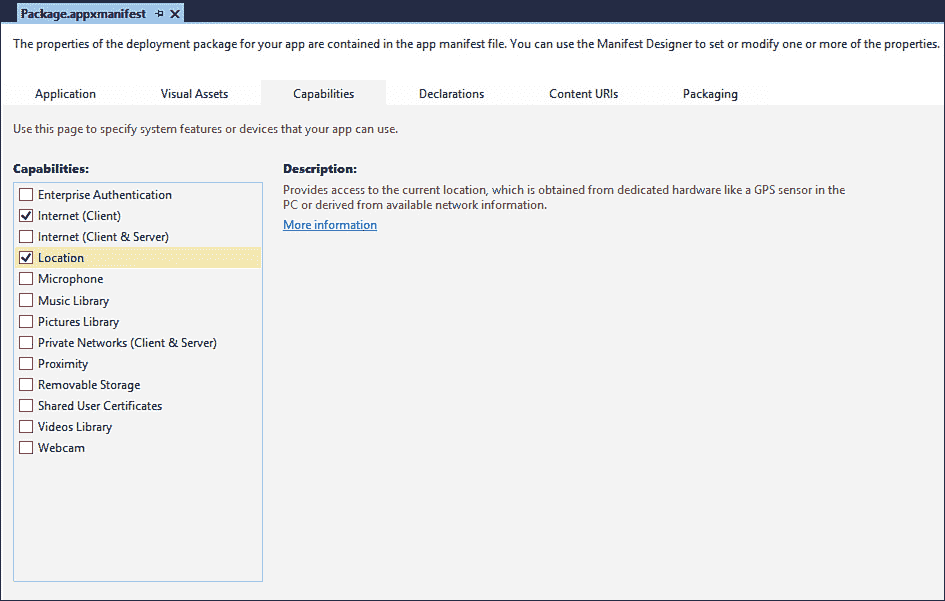 Package.appxmanifest
The properties of the deployment package for your app are contained in the app manifest file. You can use the Manifest Designer to set or modify one or more of the properties.
Application Visual Assets Capabilities Declarations Content URIs Packaging
Use this page to specify system features or devices that your app can use.
Capabilities:
Enterprise Authentication
Internet (Client)
Internet (Client & Server)
Location
Microphone
Music Library
Pictures Library
Private Networks (Client & Server)
Proximity
Removable Storage
Shared User Certificates
Videos Library
Webcam
Description:
Provides access to the current location, which is obtained from dedicated hardware like a GPS sensor in the
PC or derived from available network information.
More information